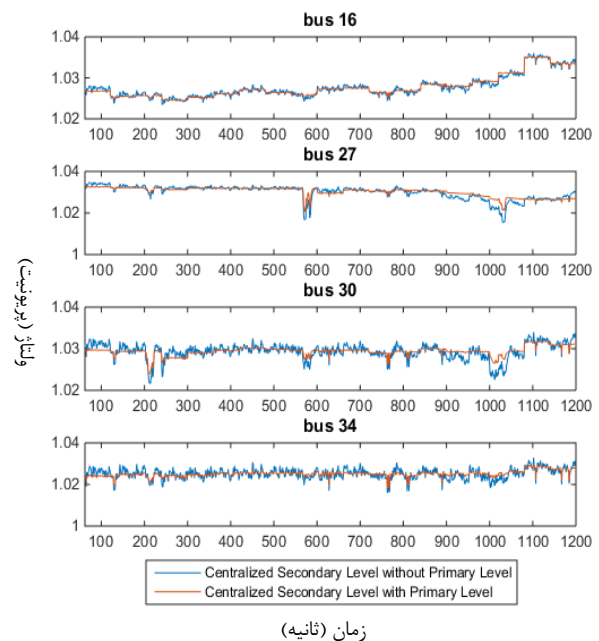 bus 16
1.04
1.03
1.02
100 200 300 400 500 600 700 800 900 1000 1100 1200
bus 27
1.04
1.02
1
100 200 300 400 500 600 700 800 900 1000 1100 1200
bus 30
1.04
1.03
1.02
100 200 300 400 500 600 700 800 900 1000 1100 1200
bus 34
1.04
1.02
1
100 200 300 400 500 600 700 800 900 1000 1100 1200
ولتاژ (پریونیت)
Centralized Secondary Level without Primary Level
Centralized Secondary Level with Primary Level
زمان (ثانیه)